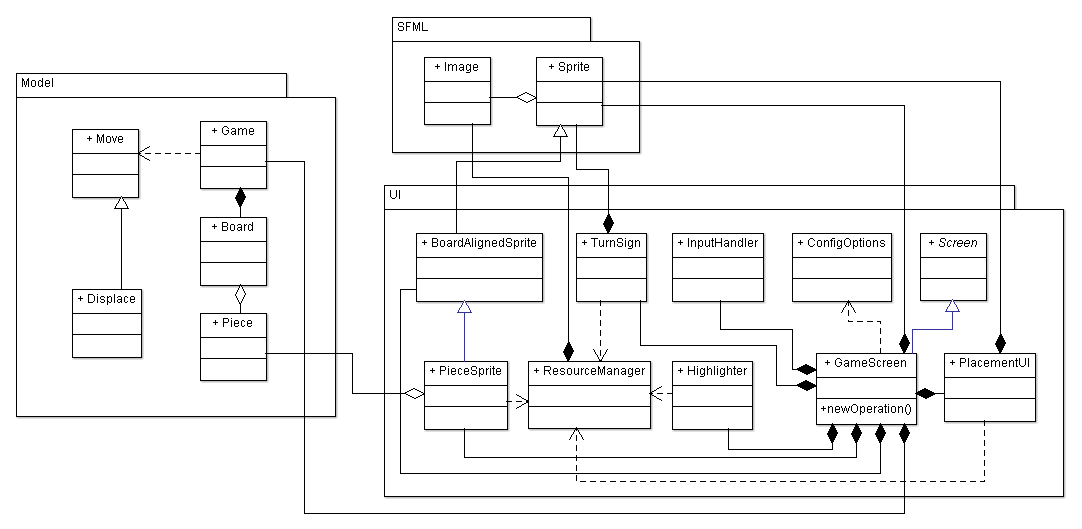 SFML
+ Image
+ Sprite
Model
+ Move
+ Game
+ Board
+ Displace
+ Piece
UI
+ BoardAlignedSprite
+ TurnSign
+ InputHandler
+ ConfigOptions
+ Screen
+ PieceSprite
+ ResourceManager
+ Highlighter
+ GameScreen
+newOperation()
+ PlacementUI